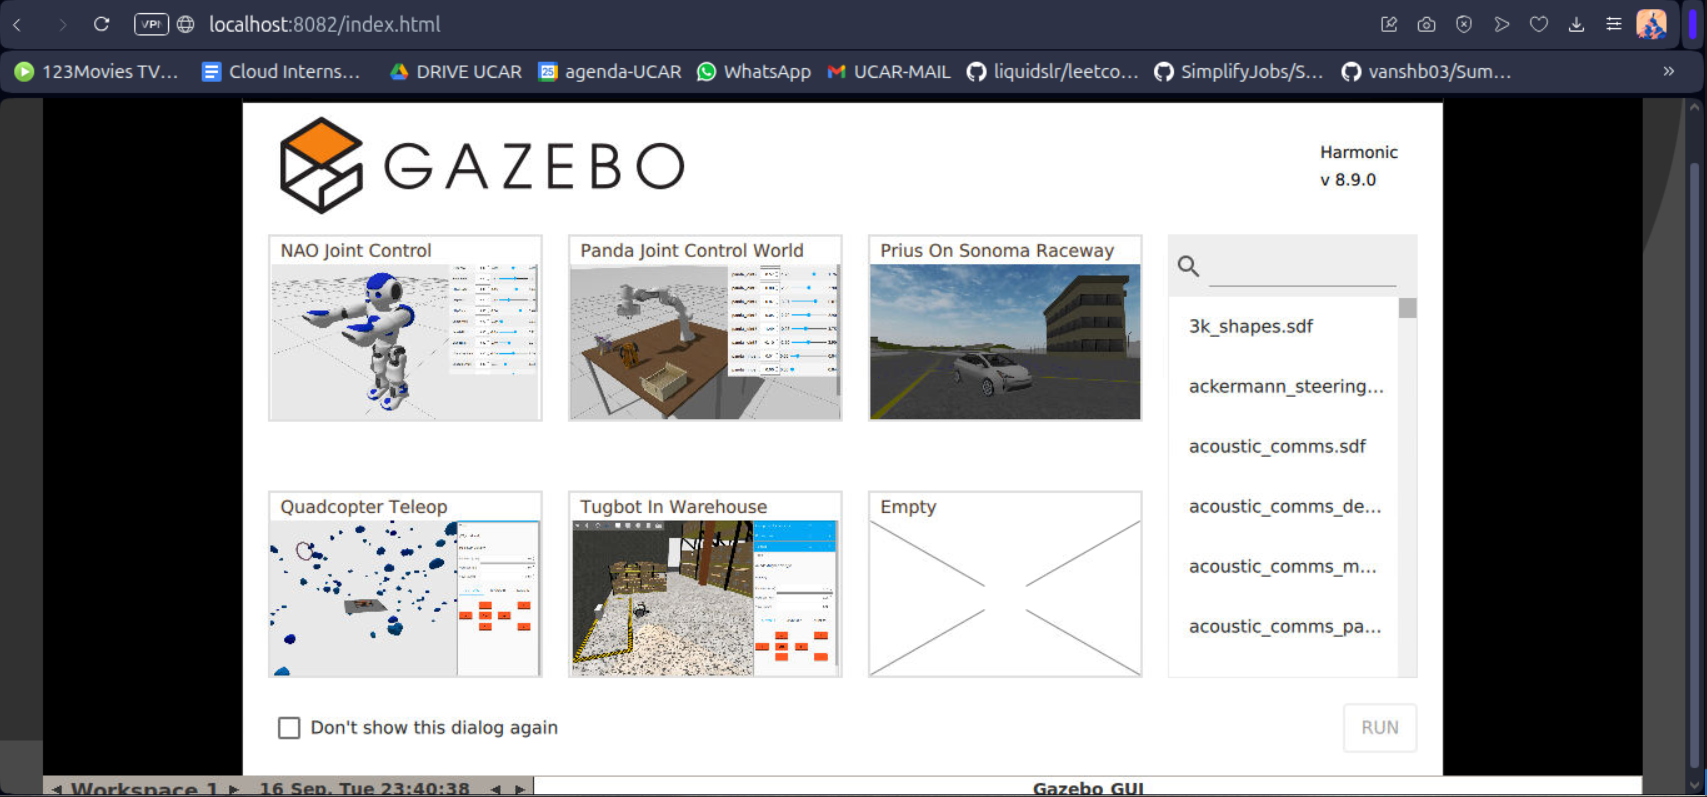 VPN localhost:8082/index.html
123Movies TV... Cloud Interns... DRIVE UCAR 25 agenda-UCAR WhatsApp UCAR-MAIL liquidslr/leetco... SimplifyJobs/S... vanshb03/Sum... »
GAZEBO
Harmonic
v 8.9.0
NAO Joint Control
Panda Joint Control World
Prius On Sonoma Raceway
Quadcopter Teleop
Tugbot In Warehouse
Empty
3k_shapes.sdf
ackermann_steering...
acoustic_comms.sdf
acoustic_comms_de...
acoustic_comms_m...
acoustic_comms_pa...
Don't show this dialog again
RUN
Workspace 1 16 Sep, Tue 23:40:38 Gazebo GUI